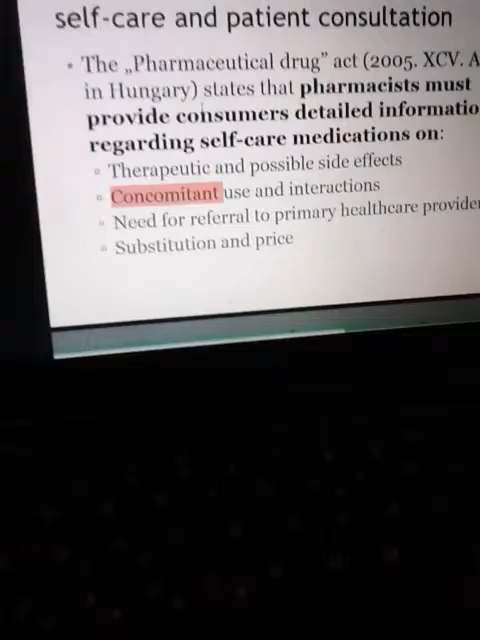 self-care and patient consultation
• The „Pharmaceutical drug” act (2005. XCV. A
in Hungary) states that pharmacists must
provide consumers detailed informatio
regarding self-care medications on:
▫ Therapeutic and possible side effects
▫ Concomitant use and interactions
▫ Need for referral to primary healthcare provider
▫ Substitution and price